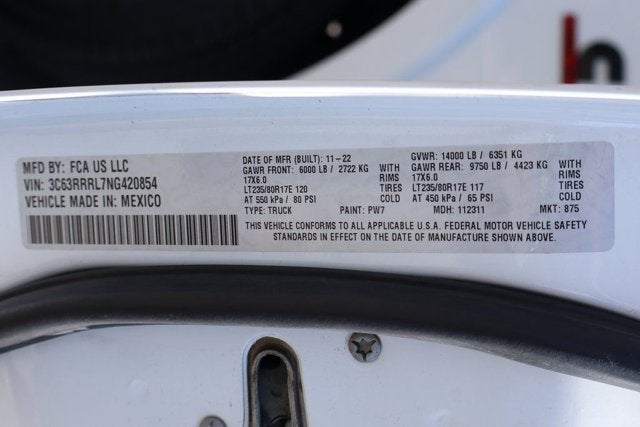 MFD BY: FCA US LLC
VIN: 3C63RRRL7NG420854
VEHICLE MADE IN: MEXICO
DATE OF MFR (BUILT): 11-22 GVWR: 14000 LB / 6351 KG
GAWR FRONT: 6000 LB / 2722 KG WITH GAWR REAR: 9750 LB / 4423 KG WITH
17X6.0 RIMS 17X6.0 RIMS
LT235/80R17E 120 TIRES LT235/80R17E 117 TIRES
AT 550 kPa / 80 PSI COLD AT 450 kPa / 65 PSI COLD
TYPE: TRUCK PAINT: PW7 MDH: 112311 MKT: 875
THIS VEHICLE CONFORMS TO ALL APPLICABLE U.S.A. FEDERAL MOTOR VEHICLE SAFETY
STANDARDS IN EFFECT ON THE DATE OF MANUFACTURE SHOWN ABOVE.